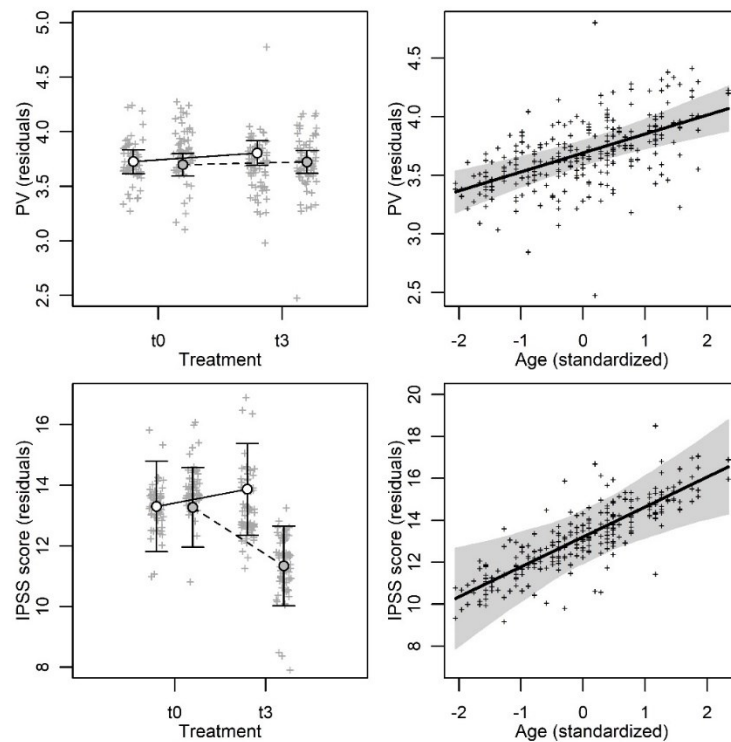 PV (residuals)
5.0
4.5
4.0
3.5
3.0
2.5
t0
t3
Treatment
PV (residuals)
4.5
4.0
3.5
3.0
2.5
-2
-1
0
1
2
Age (standardized)
IPSS score (residuals)
16
14
12
10
8
t0
t3
Treatment
IPSS score (residuals)
20
18
16
14
12
10
8
-2
-1
0
1
2
Age (standardized)